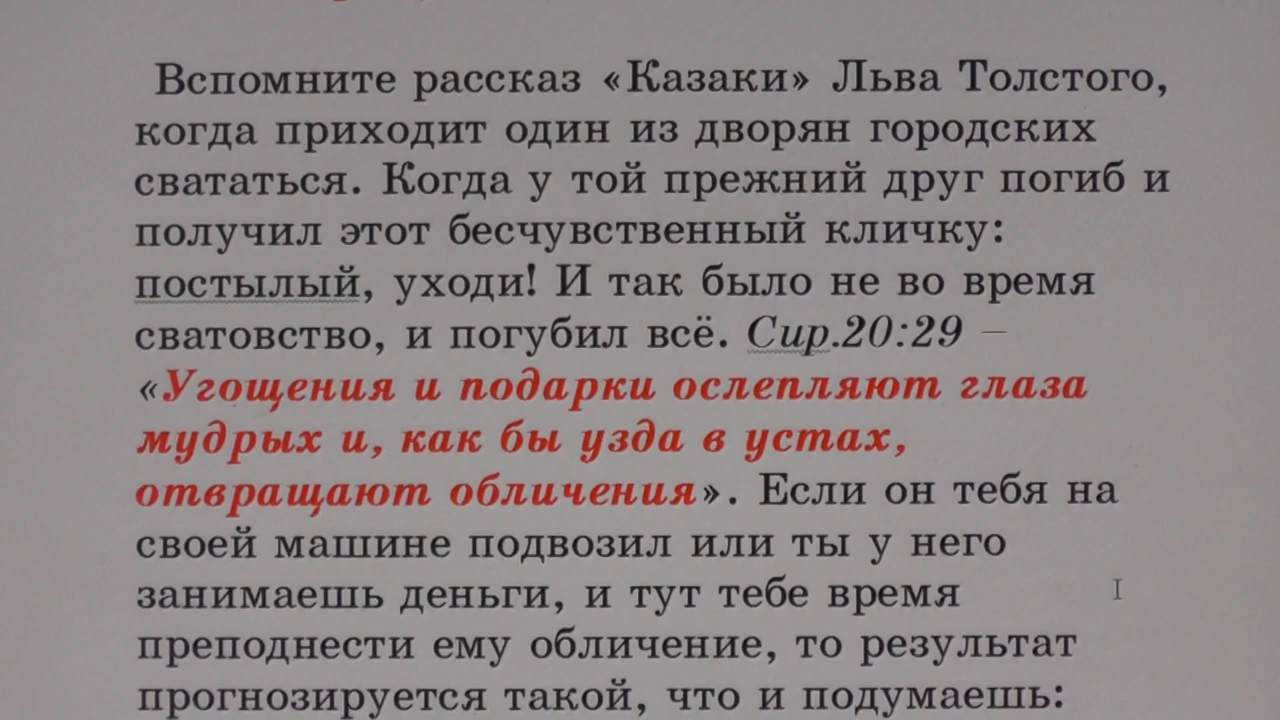 Вспомните рассказ «Казаки» Льва Толстого,
когда приходит один из дворян городских
свататься. Когда у той прежний друг погиб и
получил этот бесчувственный кличку:
постылый, уходи! И так было не во время
сватовство, и погубил всё. Сир.20:29 –
«Угощения и подарки ослепляют глаза
мудрых и, как бы узда в устах,
отвращают обличения». Если он тебя на
своей машине подвозил или ты у него
занимаешь деньги, и тут тебе время
преподнести ему обличение, то результат
прогнозируется такой, что и подумаешь: